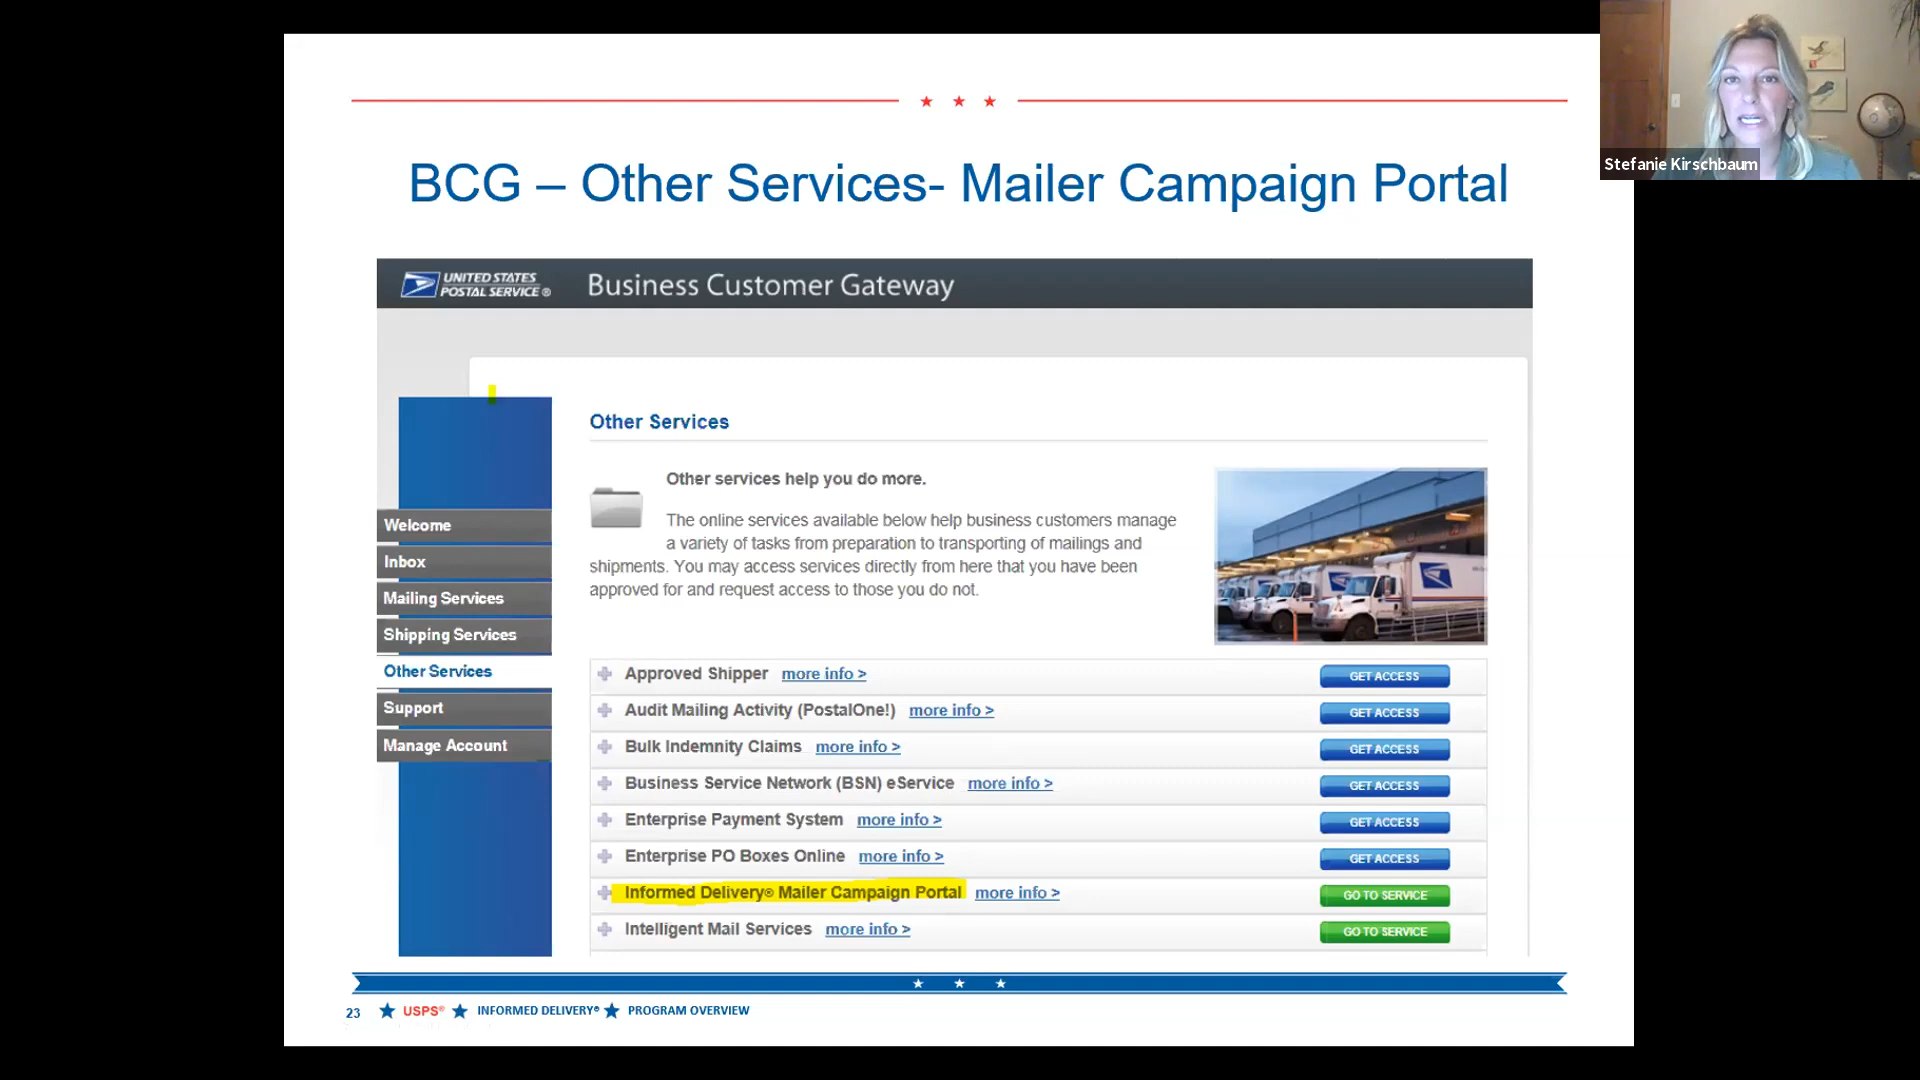 BCG – Other Services- Mailer Campaign Portal
Stefanie Kirschbaum
UNITED STATES
POSTAL SERVICE®
Business Customer Gateway
Welcome
Inbox
Mailing Services
Shipping Services
Other Services
Support
Manage Account
Other Services
Other services help you do more.
The online services available below help business customers manage
a variety of tasks from preparation to transporting of mailings and
shipments. You may access services directly from here that you have been
approved for and request access to those you do not.
Approved Shipper more info > GET ACCESS
Audit Mailing Activity (PostalOne!) more info > GET ACCESS
Bulk Indemnity Claims more info > GET ACCESS
Business Service Network (BSN) eService more info > GET ACCESS
Enterprise Payment System more info > GET ACCESS
Enterprise PO Boxes Online more info > GET ACCESS
Informed Delivery® Mailer Campaign Portal more info > GO TO SERVICE
Intelligent Mail Services more info > GO TO SERVICE
23 USPS® INFORMED DELIVERY® PROGRAM OVERVIEW